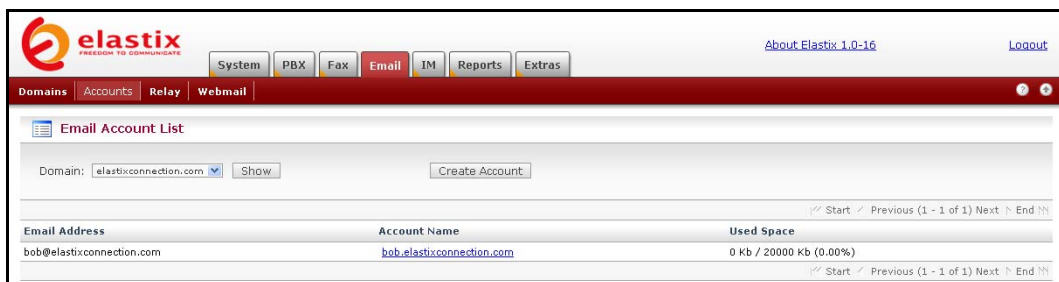 elastix
FREEDOM TO COMMUNICATE
About Elastix 1.0-16 Logout
System PBX Fax Email IM Reports Extras
Domains Accounts Relay Webmail
Email Account List
Domain: elastixconnection.com Show Create Account
Start Previous (1 - 1 of 1) Next End
Email Address Account Name Used Space
bob@elastixconnection.com bob.elastixconnection.com 0 Kb / 20000 Kb (0.00%)
Start Previous (1 - 1 of 1) Next End